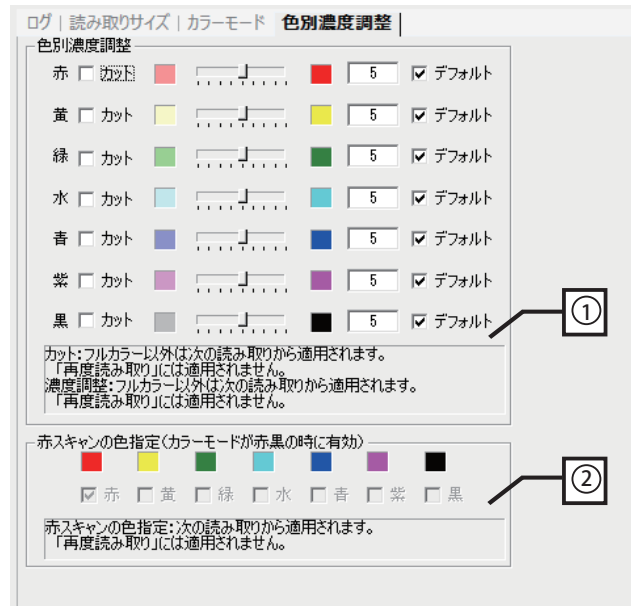 ログ | 読み取りサイズ | カラーモード 色別濃度調整
色別濃度調整
赤 カット 5 デフォルト
黄 カット 5 デフォルト
緑 カット 5 デフォルト
水 カット 5 デフォルト
青 カット 5 デフォルト
紫 カット 5 デフォルト
黒 カット 5 デフォルト
①
カット:フルカラー以外は次の読み取りから適用されます。
「再度読み取り」には適用されません。
濃度調整:フルカラー以外は次の読み取りから適用されます。
「再度読み取り」には適用されません。
赤スキャンの色指定(カラーモードが赤黒の時に有効)
赤 黄 緑 水 青 紫 黒
②
赤スキャンの色指定:次の読み取りから適用されます。
「再度読み取り」には適用されません。